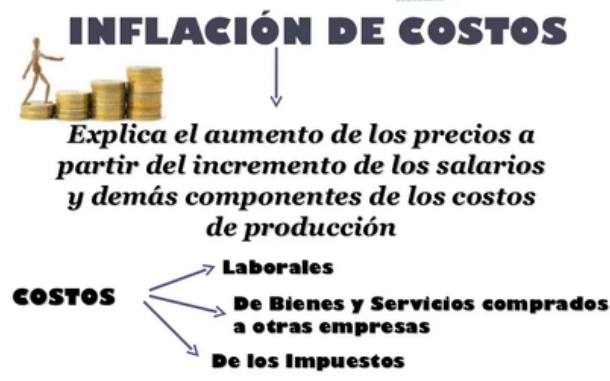 INFLACIÓN DE COSTOS
Explica el aumento de los precios a
partir del incremento de los salarios
y demás componentes de los costos
de producción
COSTOS
Laborales
De Bienes y Servicios comprados
a otras empresas
De los Impuestos